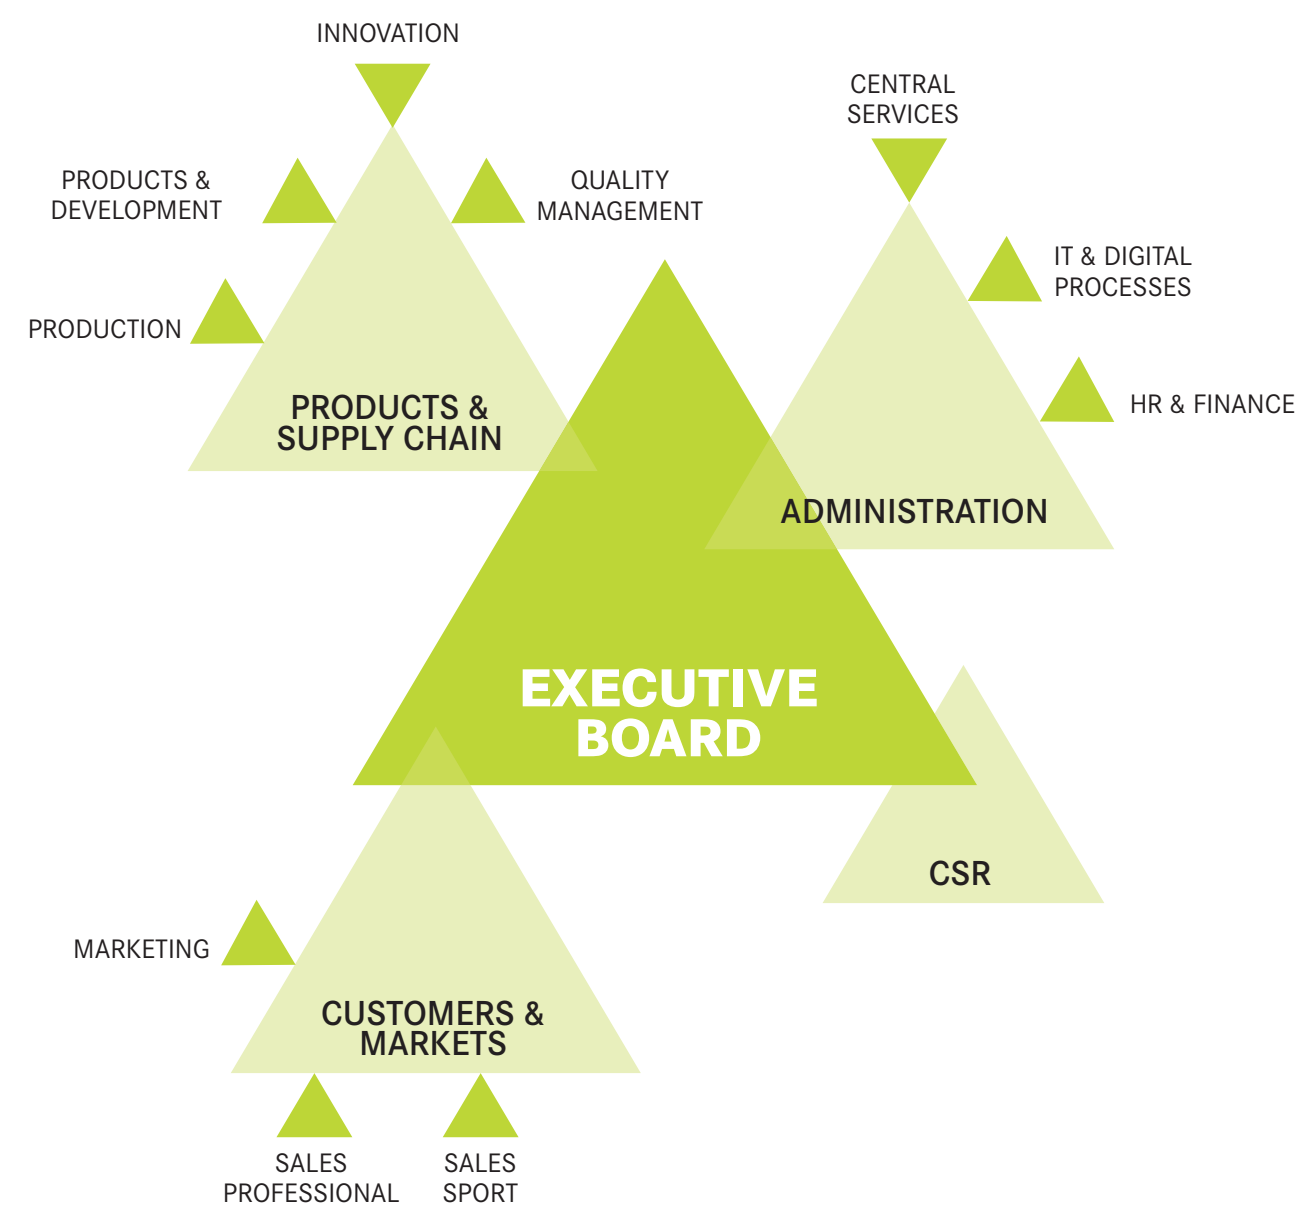 INNOVATION
CENTRAL
SERVICES
PRODUCTS &
DEVELOPMENT
QUALITY
MANAGEMENT
IT & DIGITAL
PROCESSES
PRODUCTION
HR & FINANCE
PRODUCTS &
SUPPLY CHAIN
ADMINISTRATION
EXECUTIVE
BOARD
CSR
MARKETING
CUSTOMERS &
MARKETS
SALES
PROFESSIONAL
SALES
SPORT